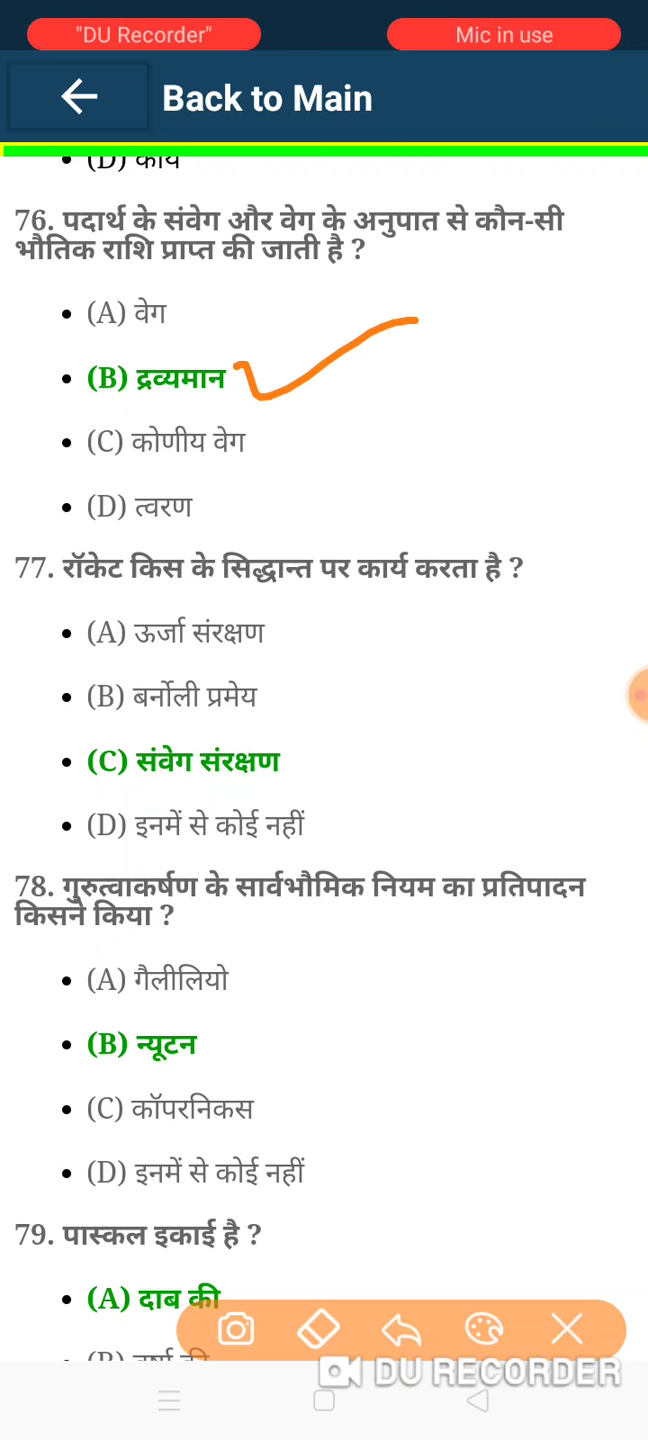 "DU Recorder"
Mic in use
Back to Main
(D) कार्य
76. पदार्थ के संवेग और वेग के अनुपात से कौन-सी
भौतिक राशि प्राप्त की जाती है ?
(A) वेग
(B) द्रव्यमान
(C) कोणीय वेग
(D) त्वरण
77. रॉकेट किस के सिद्धान्त पर कार्य करता है ?
(A) ऊर्जा संरक्षण
(B) बर्नोली प्रमेय
(C) संवेग संरक्षण
(D) इनमें से कोई नहीं
78. गुरुत्वाकर्षण के सार्वभौमिक नियम का प्रतिपादन
किसने किया ?
(A) गैलीलियो
(B) न्यूटन
(C) कॉपरनिकस
(D) इनमें से कोई नहीं
79. पास्कल इकाई है ?
(A) दाब की
(B)
DU RECORDER